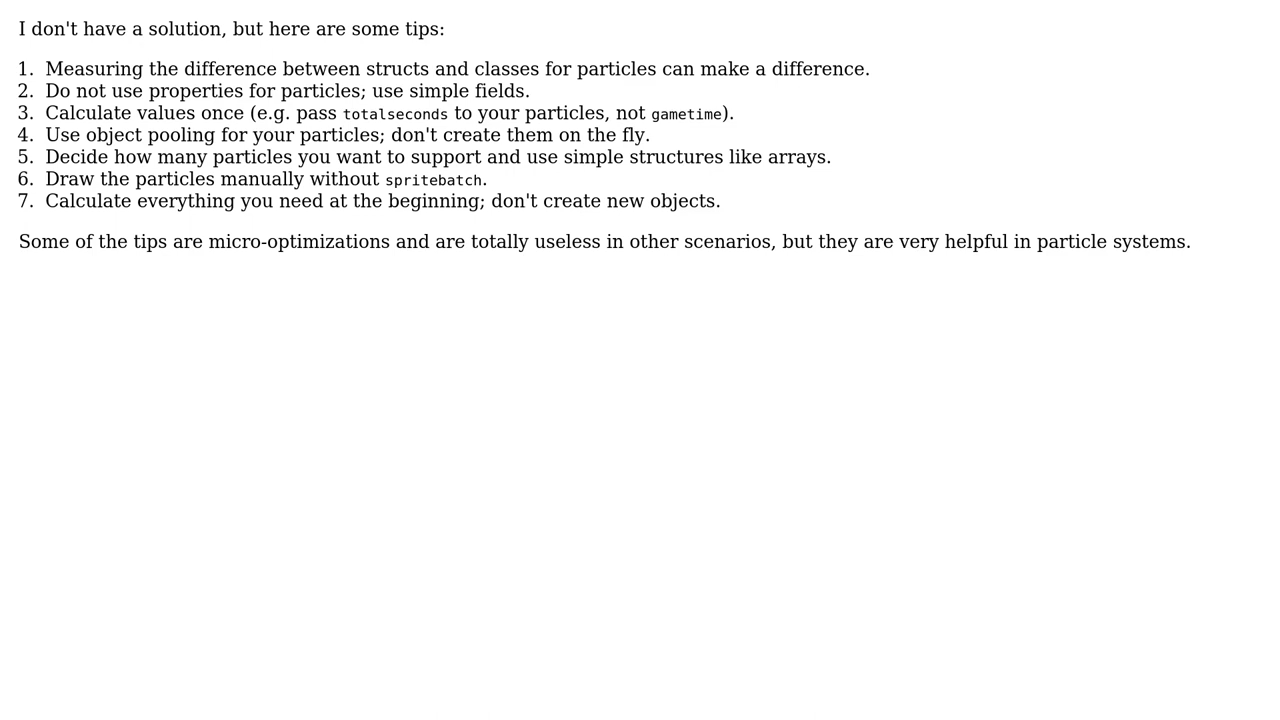 I don't have a solution, but here are some tips:
1. Measuring the difference between structs and classes for particles can make a difference.
2. Do not use properties for particles; use simple fields.
3. Calculate values once (e.g. pass totalseconds to your particles, not gametime).
4. Use object pooling for your particles; don't create them on the fly.
5. Decide how many particles you want to support and use simple structures like arrays.
6. Draw the particles manually without spritebatch.
7. Calculate everything you need at the beginning; don't create new objects.
Some of the tips are micro-optimizations and are totally useless in other scenarios, but they are very helpful in particle systems.